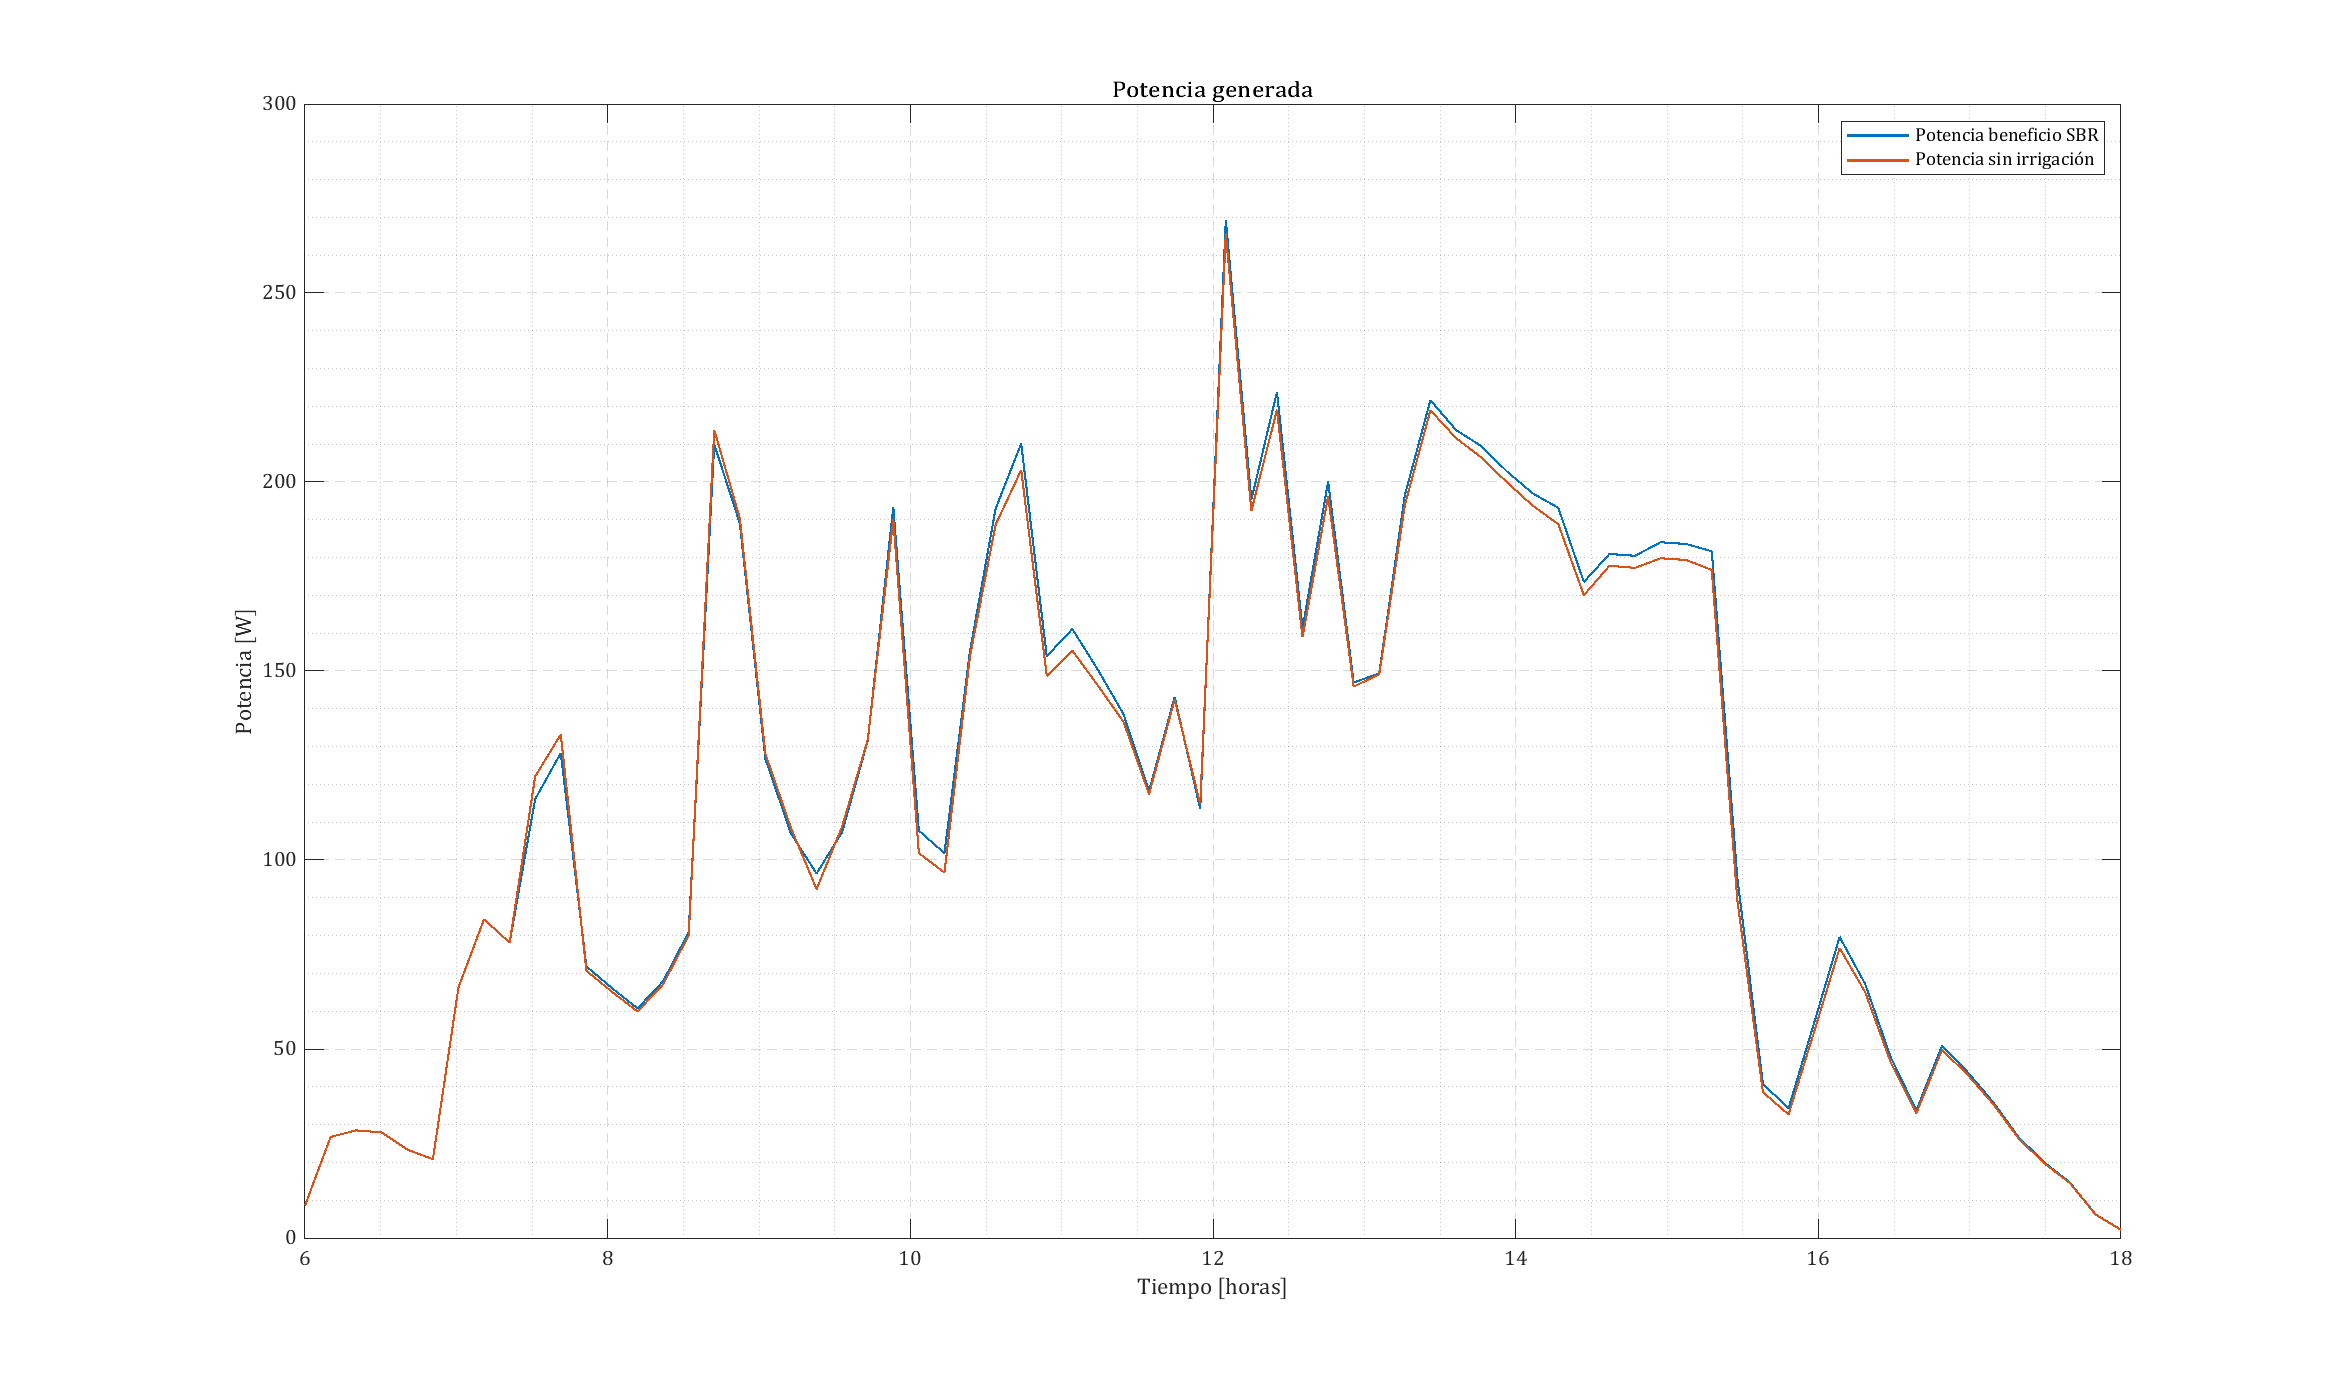 Potencia generada
300
250
200
150
100
50
0
Potencia [W]
Potencia beneficio SBR
Potencia sin irrigación
6 8 10 12 14 16 18
Tiempo [horas]